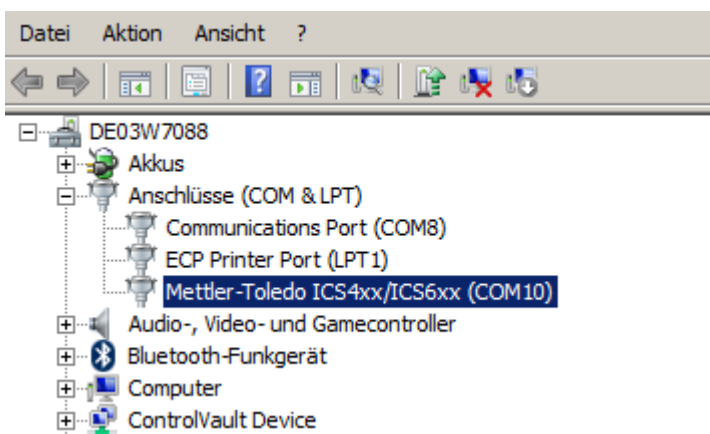 Datei Aktion Ansicht ?
DE03W7088
Akkus
Anschlüsse (COM & LPT)
Communications Port (COM8)
ECP Printer Port (LPT1)
Mettler-Toledo ICS4xx/ICS6xx (COM10)
Audio-, Video- und Gamecontroller
Bluetooth-Funkgerät
Computer
ControlVault Device